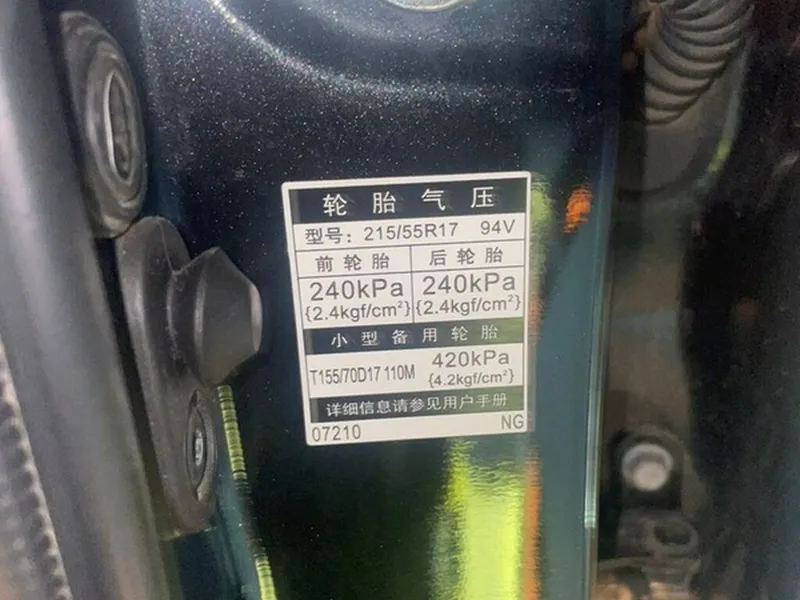 轮胎气压
型号：215/55R17 94V
前轮胎 后轮胎
240kPa 240kPa
{2.4kgf/cm²} {2.4kgf/cm²}
小型备用轮胎
T155/70D17 110M 420kPa
{4.2kgf/cm²}
详细信息请参见用户手册
07210 NG